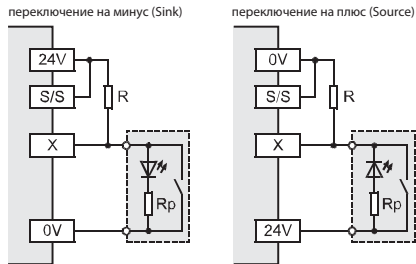 переключение на минус (Sink)
24V
S/S
R
X
Rp
0V
переключение на плюс (Source)
0V
S/S
R
X
Rp
24V